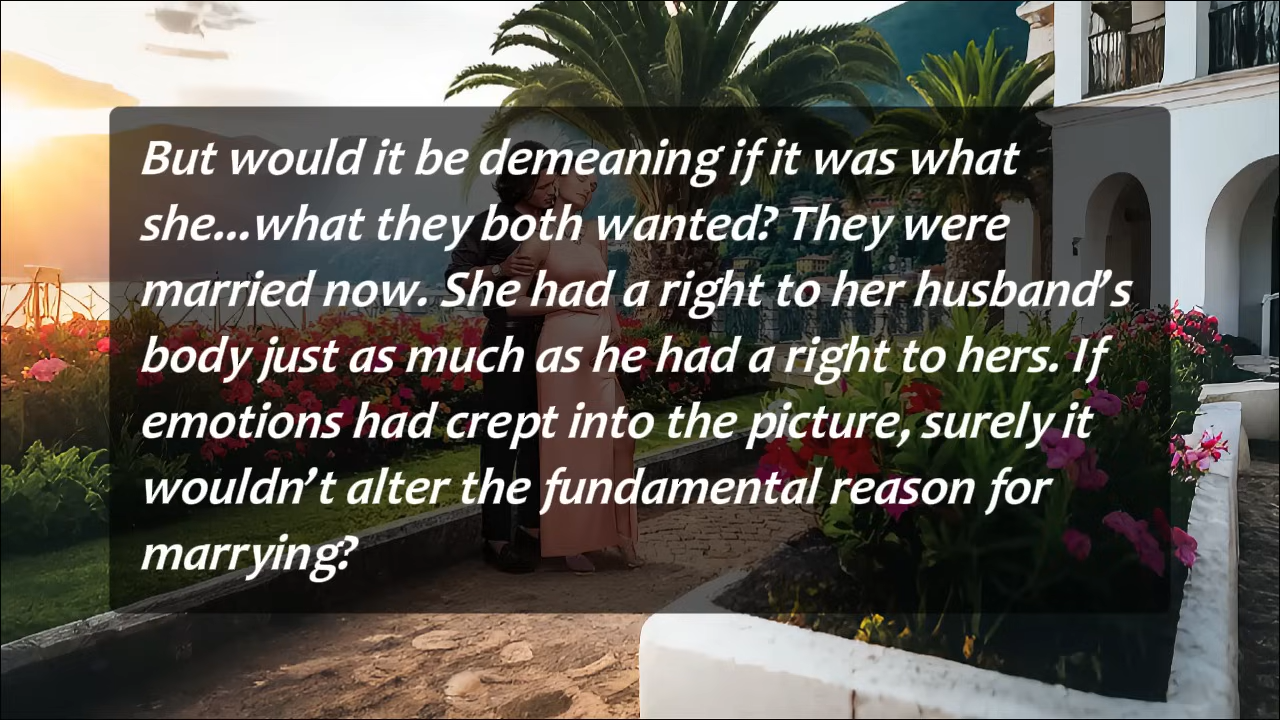 But would it be demeaning if it was what
she...what they both wanted? They were
married now. She had a right to her husband’s
body just as much as he had a right to hers. If
emotions had crept into the picture, surely it
wouldn’t alter the fundamental reason for
marrying?